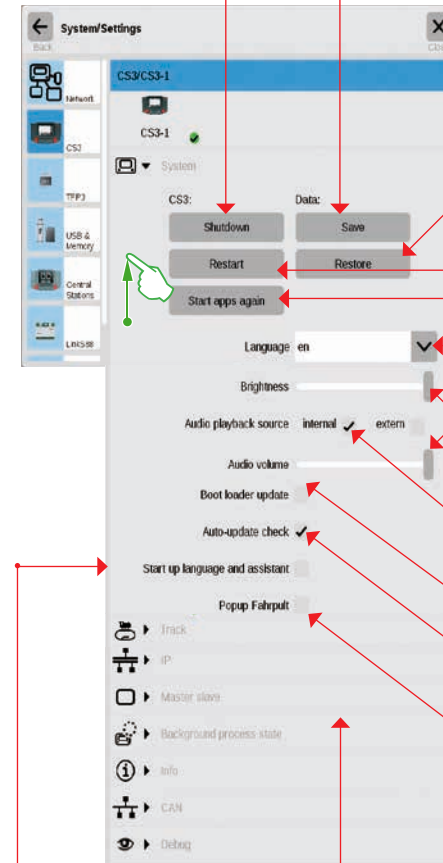 System/Settings
Back
Network
CS3
TFP3
USB &
Memory
Central
Stations
LinkS88
CS3/CS3-1
CS3-1
System
CS3:
Data:
Shutdown
Save
Restart
Restore
Start apps again
Language en
Brightness
Audio playback source internal extern
Audio volume
Boot loader update
Auto-update check
Start up language and assistant
Popup Fahrpult
Track
IP
Master slave
Background process state
Info
CAN
Debug